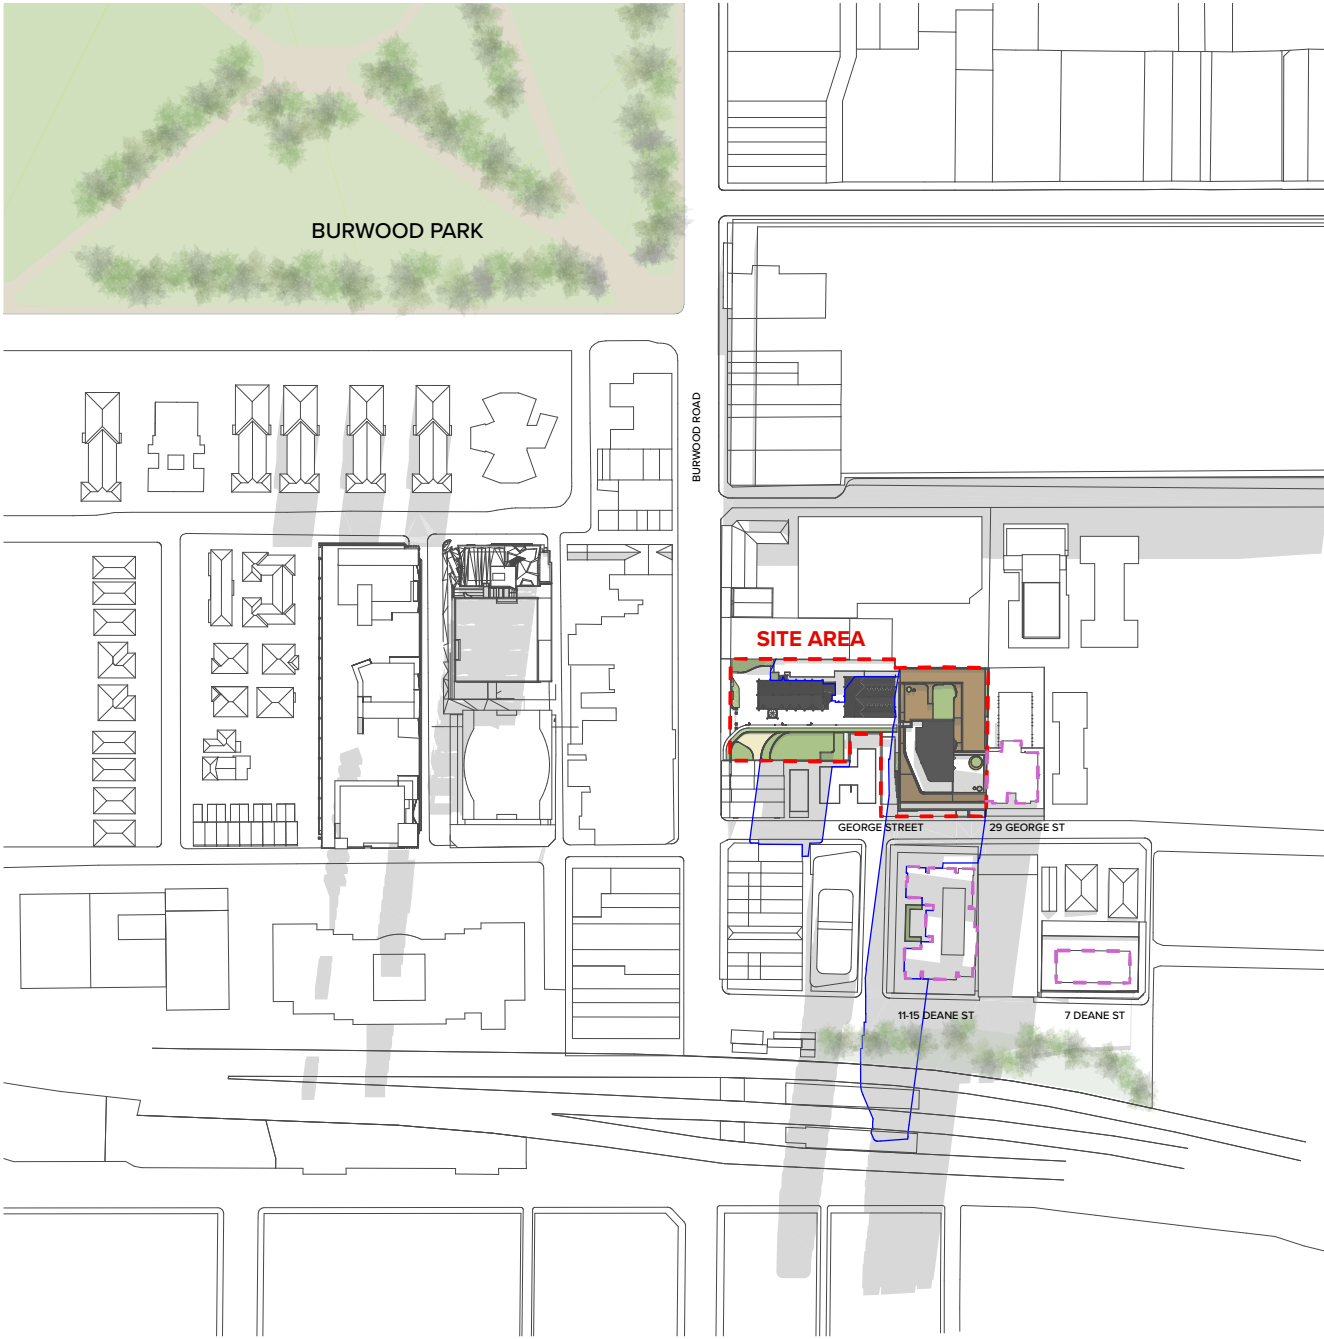 BURWOOD PARK
BURWOOD ROAD
SITE AREA
GEORGE STREET
29 GEORGE ST
11-15 DEANE ST
7 DEANE ST